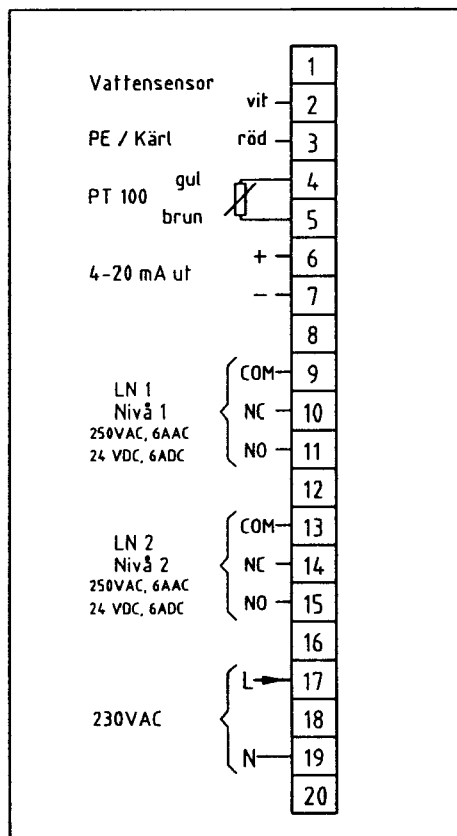 1
Vattensensor
vit 2
PE / Kärl röd 3
gul 4
PT 100
brun 5
+ 6
4-20 mA ut
- 7
8
COM 9
LN 1
Nivå 1 NC 10
250VAC, 6AAC
24 VDC, 6ADC NO 11
12
COM 13
LN 2
Nivå 2 NC 14
250VAC, 6AAC
24 VDC, 6ADC NO 15
16
L 17
230VAC 18
N 19
20